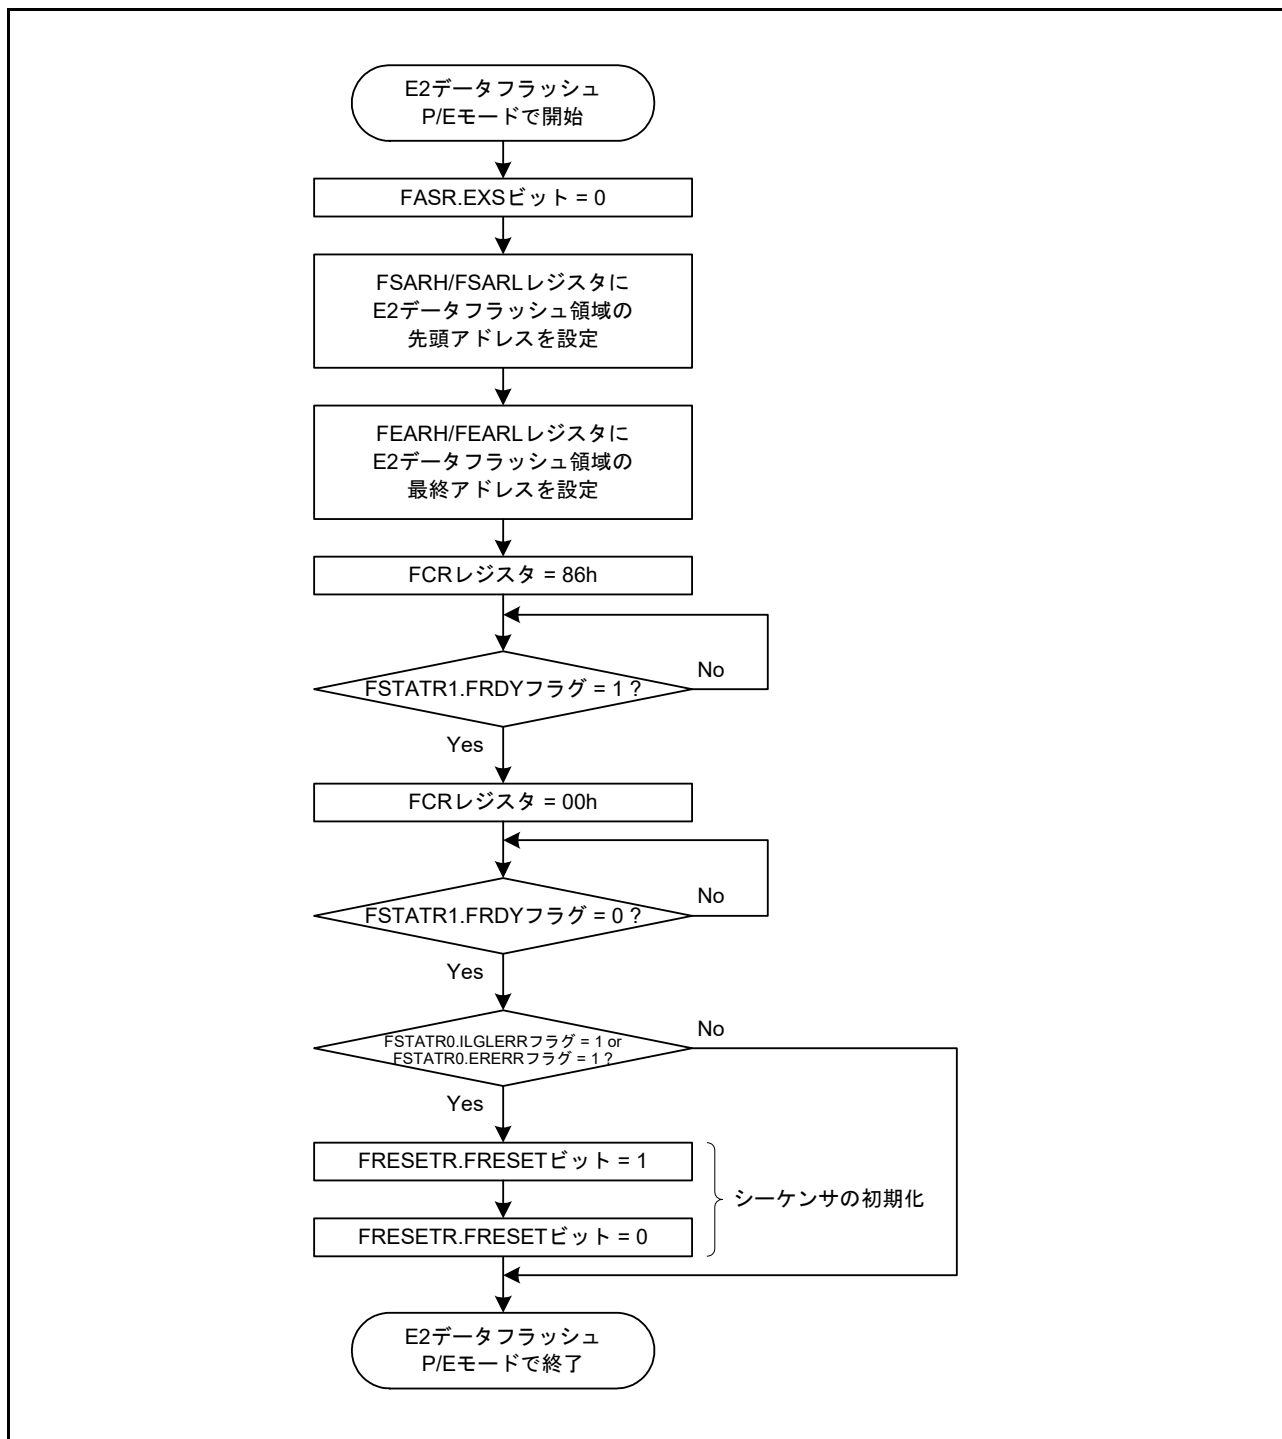 E2データフラッシュ
P/Eモードで開始
FASR.EXSビット = 0
FSARH/FSARLレジスタに
E2データフラッシュ領域の
先頭アドレスを設定
FEARH/FEARLレジスタに
E2データフラッシュ領域の
最終アドレスを設定
FCRレジスタ = 86h
No
FSTATR1.FRDYフラグ = 1 ?
Yes
FCRレジスタ = 00h
No
FSTATR1.FRDYフラグ = 0 ?
Yes
No
FSTATR0.ILGLERRフラグ = 1 or
FSTATR0.ERERRフラグ = 1 ?
Yes
FRESETR.FRESETビット = 1
シーケンサの初期化
FRESETR.FRESETビット = 0
E2データフラッシュ
P/Eモードで終了